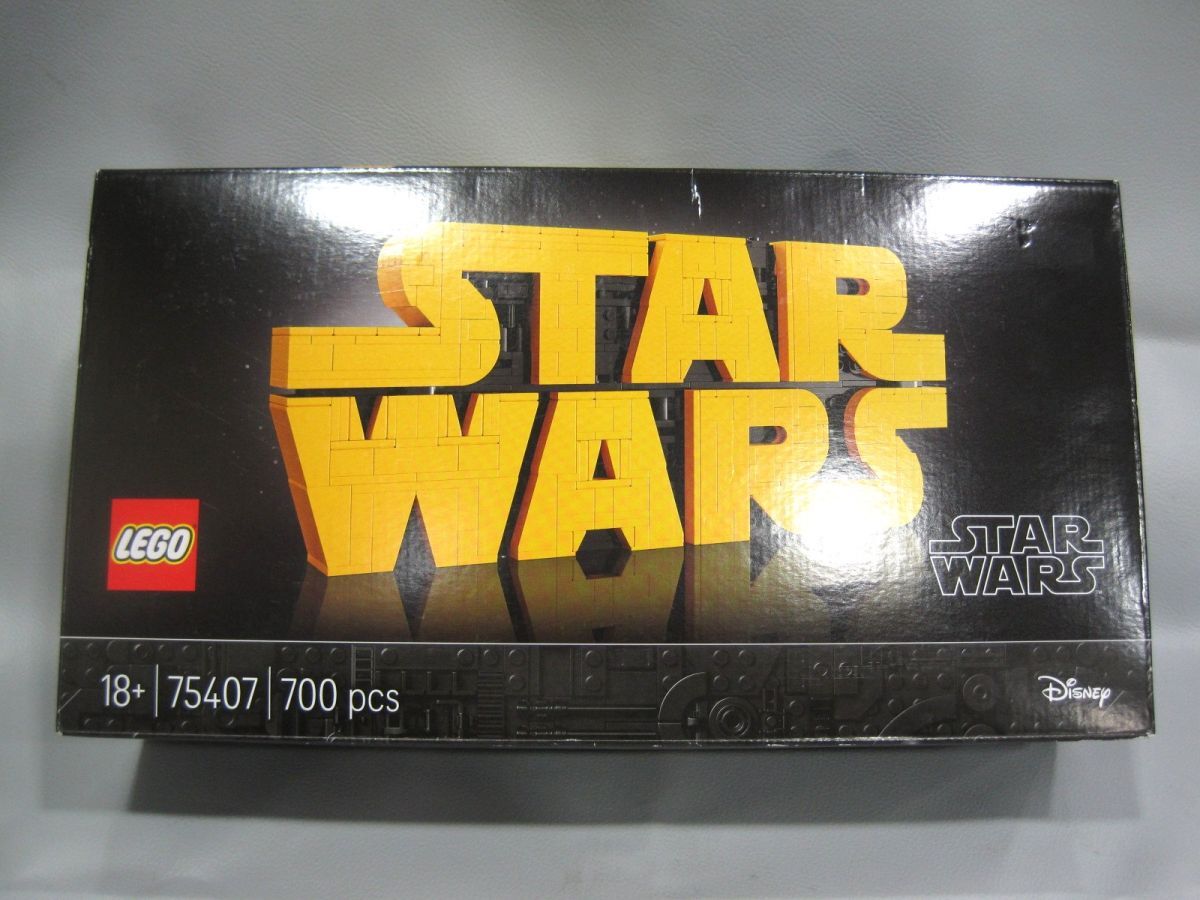 STAR
WARS
LEGO
STAR
WARS
18+ 75407 700 pcs
Disney